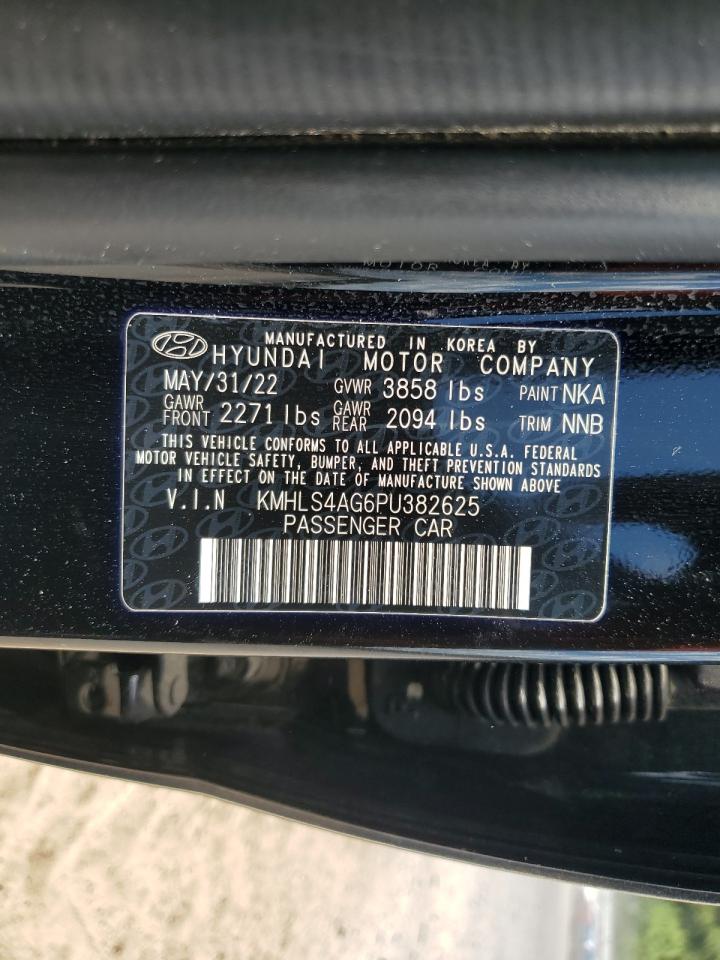 MANUFACTURED IN KOREA BY
HYUNDAI MOTOR COMPANY
MAY/31/22 GVWR 3858 lbs PAINT NKA
GAWR FRONT 2271 lbs GAWR REAR 2094 lbs TRIM NNB
THIS VEHICLE CONFORMS TO ALL APPLICABLE U.S.A. FEDERAL
MOTOR VEHICLE SAFETY, BUMPER, AND THEFT PREVENTION STANDARDS
IN EFFECT ON THE DATE OF MANUFACTURE SHOWN ABOVE.
V.I.N KMHLS4AG6PU382625
PASSENGER CAR